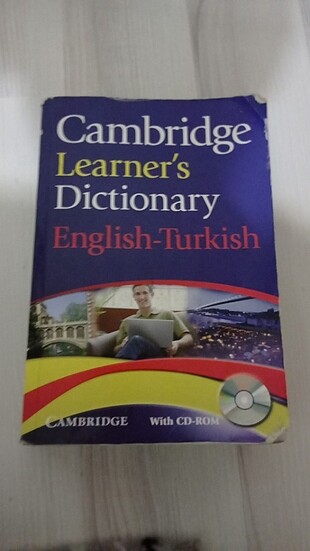 Cambridge
Learner's
Dictionary
English-Turkish
CAMBRIDGE With CD-ROM